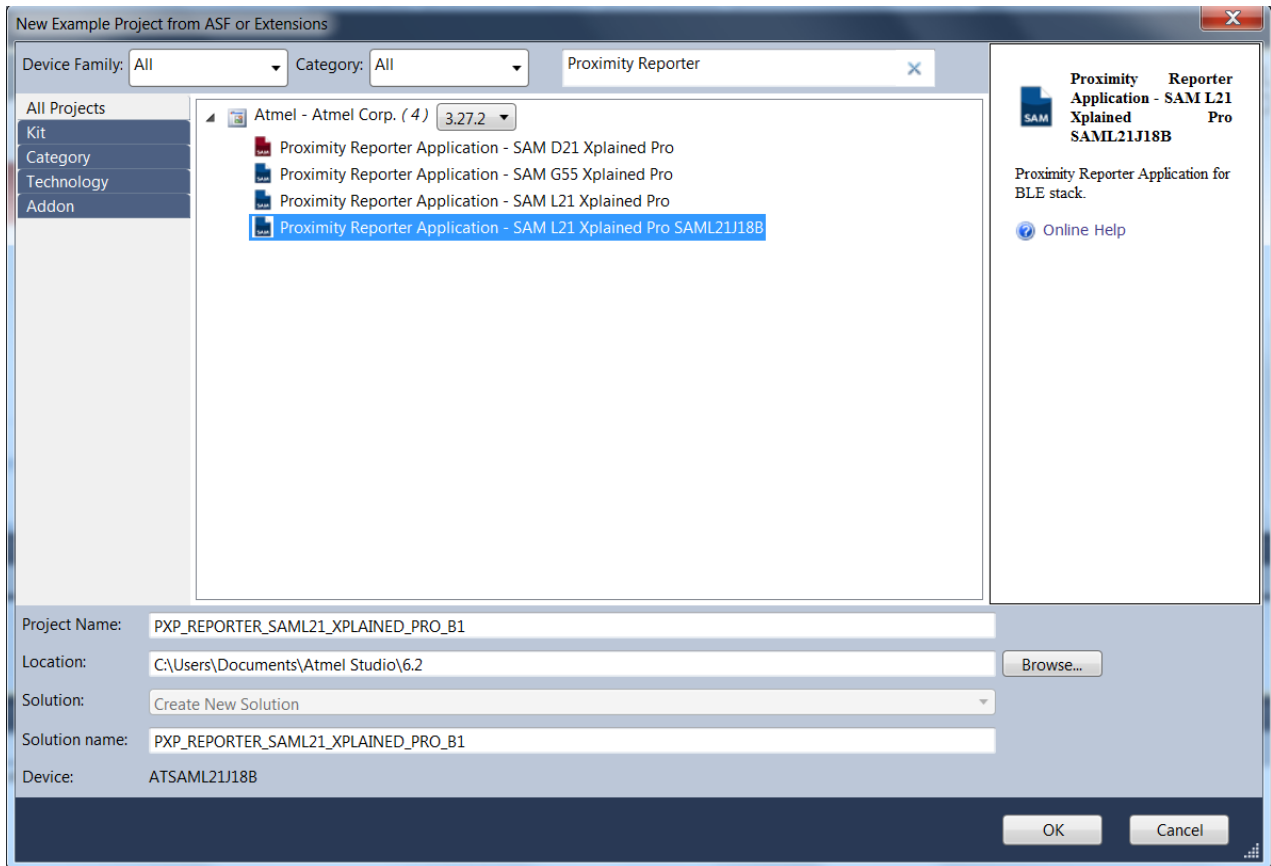 New Example Project from ASF or Extensions
Device Family: All Category: All Proximity Reporter
All Projects
Kit
Category
Technology
Addon
Atmel - Atmel Corp. (4) 3.27.2
Proximity Reporter Application - SAM D21 Xplained Pro
Proximity Reporter Application - SAM G55 Xplained Pro
Proximity Reporter Application - SAM L21 Xplained Pro
Proximity Reporter Application - SAM L21 Xplained Pro SAML21J18B
SAM
Proximity Reporter
Application - SAM L21
Xplained Pro
SAML21J18B
Proximity Reporter Application for
BLE stack.
Online Help
Project Name: PXP_REPORTER_SAML21_XPLAINED_PRO_B1
Location: C:\Users\Documents\Atmel Studio\6.2 Browse...
Solution: Create New Solution
Solution name: PXP_REPORTER_SAML21_XPLAINED_PRO_B1
Device: ATSAML21J18B
OK Cancel